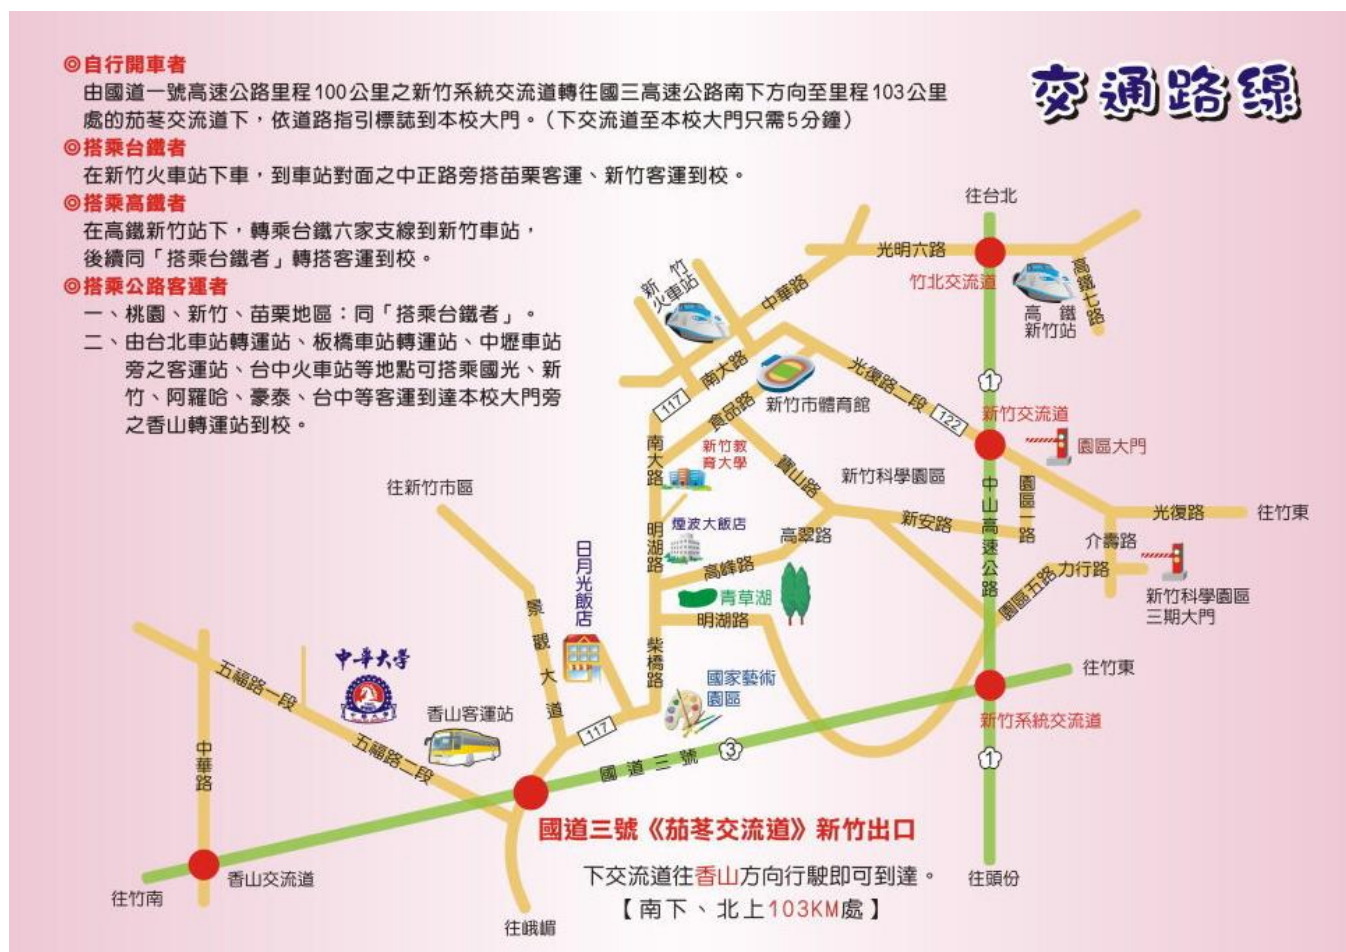 交通路線
◎自行開車者
由國道一號高速公路里程100公里之新竹系統交流道轉往國三高速公路南下方向至里程103公里
處的茄苳交流道下，依道路指引標誌到本校大門。(下交流道至本校大門只需5分鐘)
◎搭乘台鐵者
在新竹火車站下車，到車站對面之中正路旁搭苗栗客運、新竹客運到校。
◎搭乘高鐵者
在高鐵新竹站下，轉乘台鐵六家支線到新竹車站，
後續同「搭乘台鐵者」轉搭客運到校。
◎搭乘公路客運者
一、桃園、新竹、苗栗地區：同「搭乘台鐵者」。
二、由台北車站轉運站、板橋車站轉運站、中壢車站
旁之客運站、台中火車站等地點可搭乘國光、新
竹、阿羅哈、豪泰、台中等客運到達本校大門旁
之香山轉運站到校。
往台北
光明六路
竹北交流道
高鐵
新竹站
高鐵七路
新竹
火車站
中華路
南大路
117
食品路
新竹市體育館
光復路二段
122
1
新竹交流道
園區大門
南大路
新竹教
育大學
寶山路
新竹科學園區
中山高速公路
園區一路
新安路
光復路
往竹東
介壽路
力行路
園區五路
新竹科學園區
三期大門
往新竹市區
明湖路
煙波大飯店
高翠路
高峰路
青草湖
明湖路
日月光飯店
景觀大道
柴橋路
國家藝術
園區
往竹東
新竹系統交流道
1
五福路一段
中華大學
香山客運站
五福路二段
117
中華路
國道三號
3
國道三號《茄苳交流道》新竹出口
下交流道往香山方向行駛即可到達。
【南下、北上103KM處】
往頭份
香山交流道
往竹南
往峨嵋